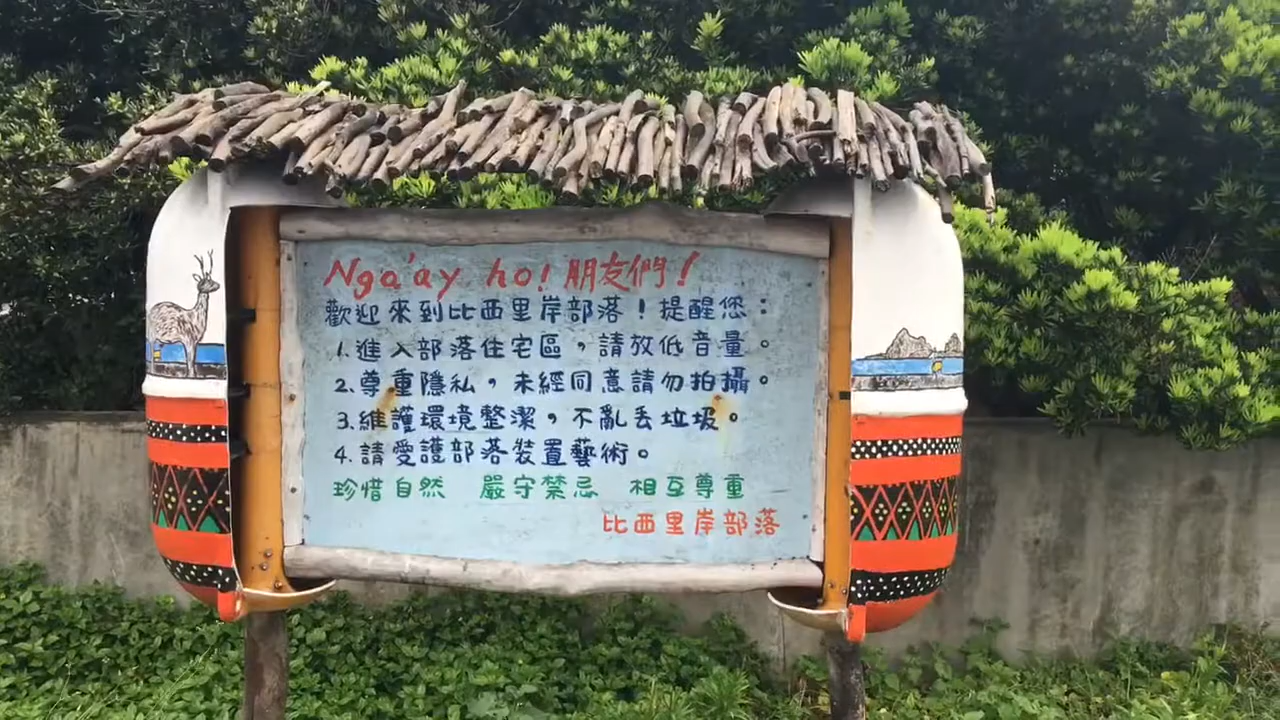 Nga'ay ho! 朋友們!
歡迎來到比西里岸部落!提醒您:
1.進入部落住宅區,請放低音量。
2.尊重隱私,未經同意請勿拍攝。
3.維護環境整潔,不亂丟垃圾。
4.請愛護部落裝置藝術。
珍惜自然 嚴守禁忌 相互尊重
比西里岸部落